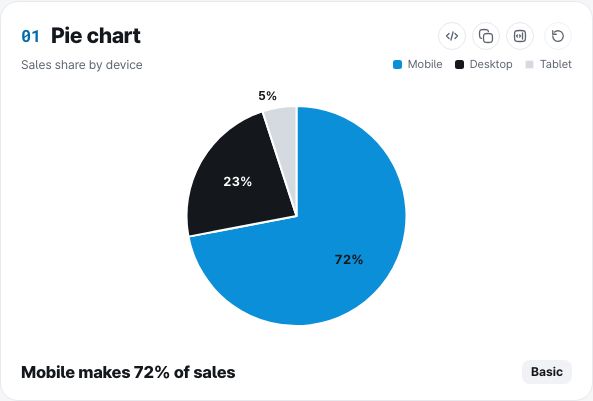 01 Pie chart
Sales share by device
Mobile Desktop Tablet
5%
23%
72%
Mobile makes 72% of sales
Basic